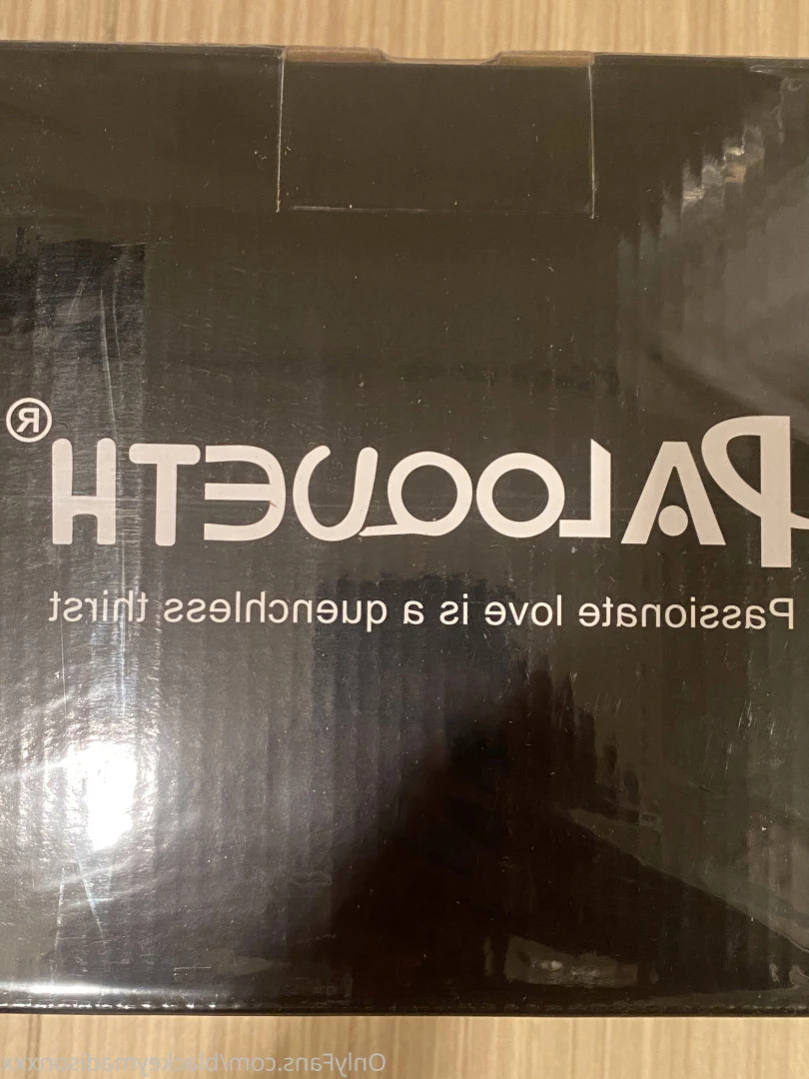 PALOQUETH®
Passionate love is a quenchless thirst